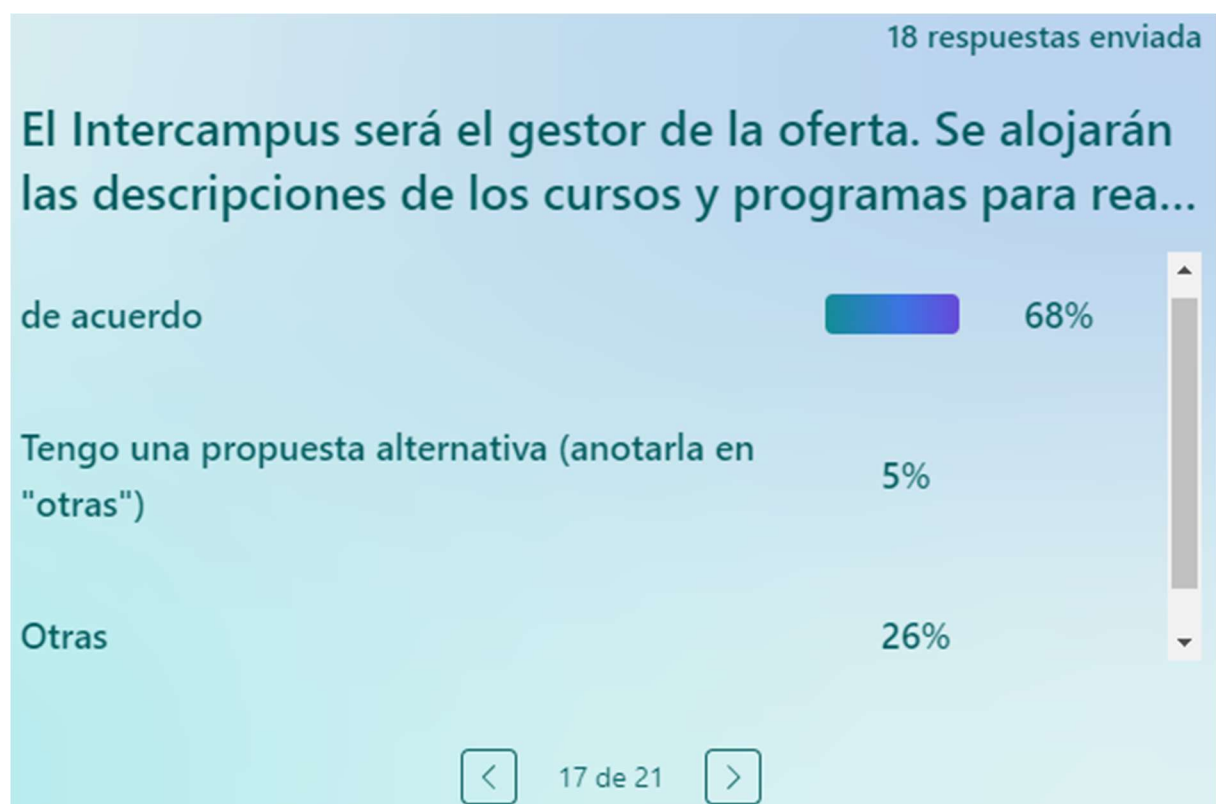 18 respuestas enviada
El Intercampus será el gestor de la oferta. Se alojarán
las descripciones de los cursos y programas para rea...
de acuerdo
68%
Tengo una propuesta alternativa (anotarla en
"otras")
5%
Otras
26%
17 de 21